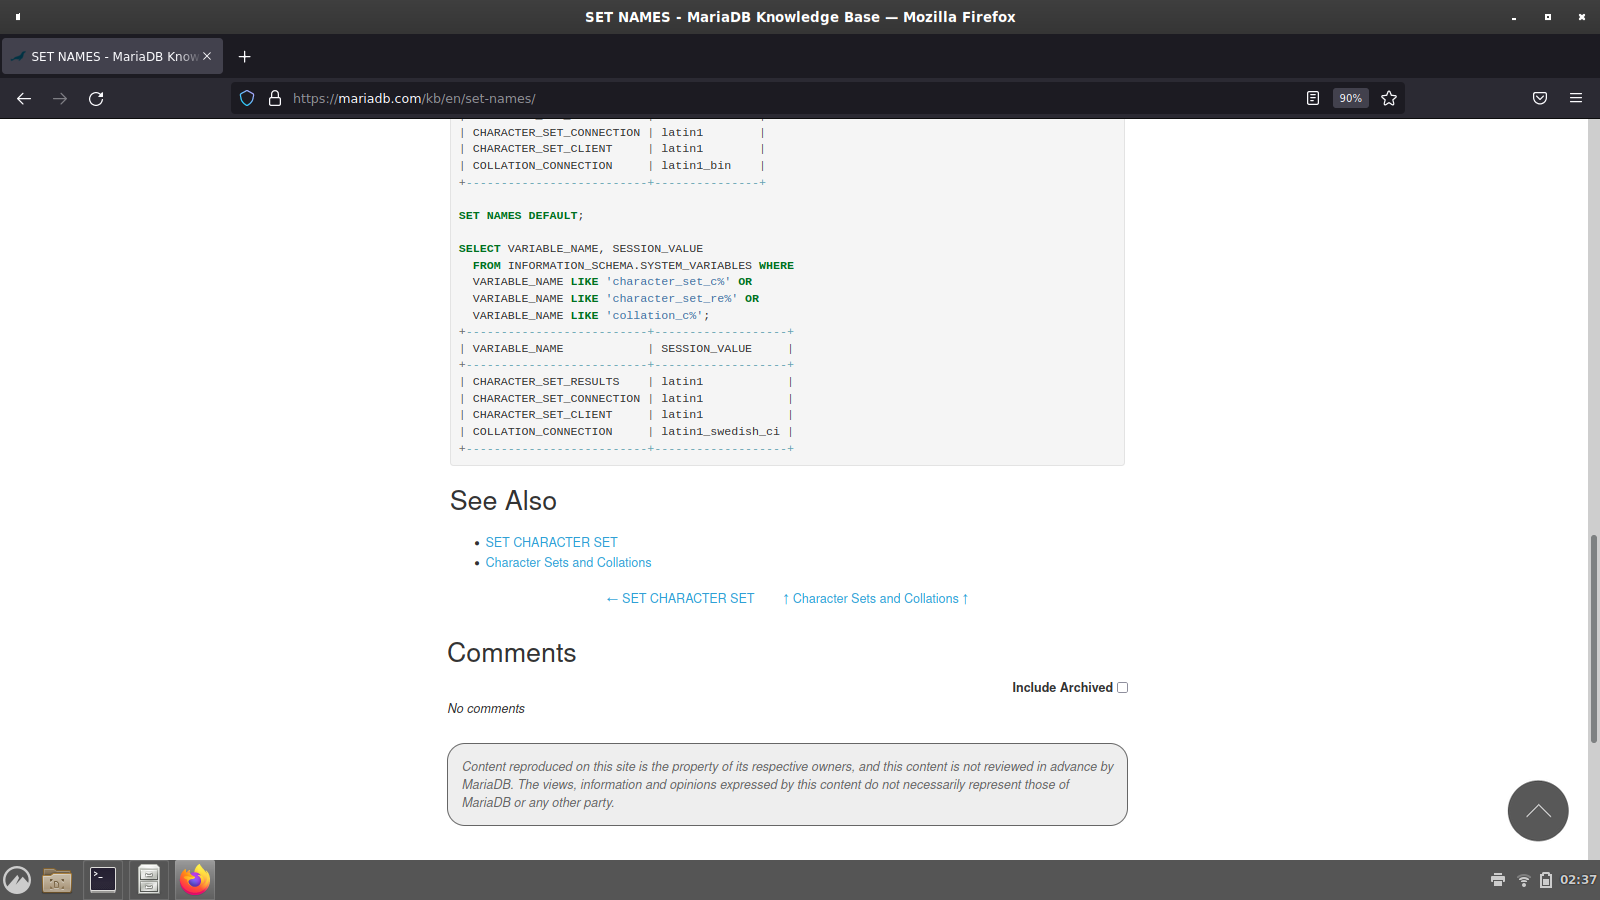 SET NAMES - MariaDB Knowledge Base — Mozilla Firefox
SET NAMES - MariaDB Know
https://mariadb.com/kb/en/set-names/
90%
| CHARACTER_SET_CONNECTION | latin1        |
| CHARACTER_SET_CLIENT     | latin1        |
| COLLATION_CONNECTION     | latin1_bin    |
+--------------------------+---------------+
SET NAMES DEFAULT;
SELECT VARIABLE_NAME, SESSION_VALUE
  FROM INFORMATION_SCHEMA.SYSTEM_VARIABLES WHERE
  VARIABLE_NAME LIKE 'character_set_c%' OR
  VARIABLE_NAME LIKE 'character_set_re%' OR
  VARIABLE_NAME LIKE 'collation_c%';
+--------------------------+-------------------+
| VARIABLE_NAME            | SESSION_VALUE     |
+--------------------------+-------------------+
| CHARACTER_SET_RESULTS    | latin1            |
| CHARACTER_SET_CONNECTION | latin1            |
| CHARACTER_SET_CLIENT     | latin1            |
| COLLATION_CONNECTION     | latin1_swedish_ci |
+--------------------------+-------------------+
See Also
• SET CHARACTER SET
• Character Sets and Collations
← SET CHARACTER SET ↑ Character Sets and Collations ↑
Comments
Include Archived
No comments
Content reproduced on this site is the property of its respective owners, and this content is not reviewed in advance by
MariaDB. The views, information and opinions expressed by this content do not necessarily represent those of
MariaDB or any other party.
02:37